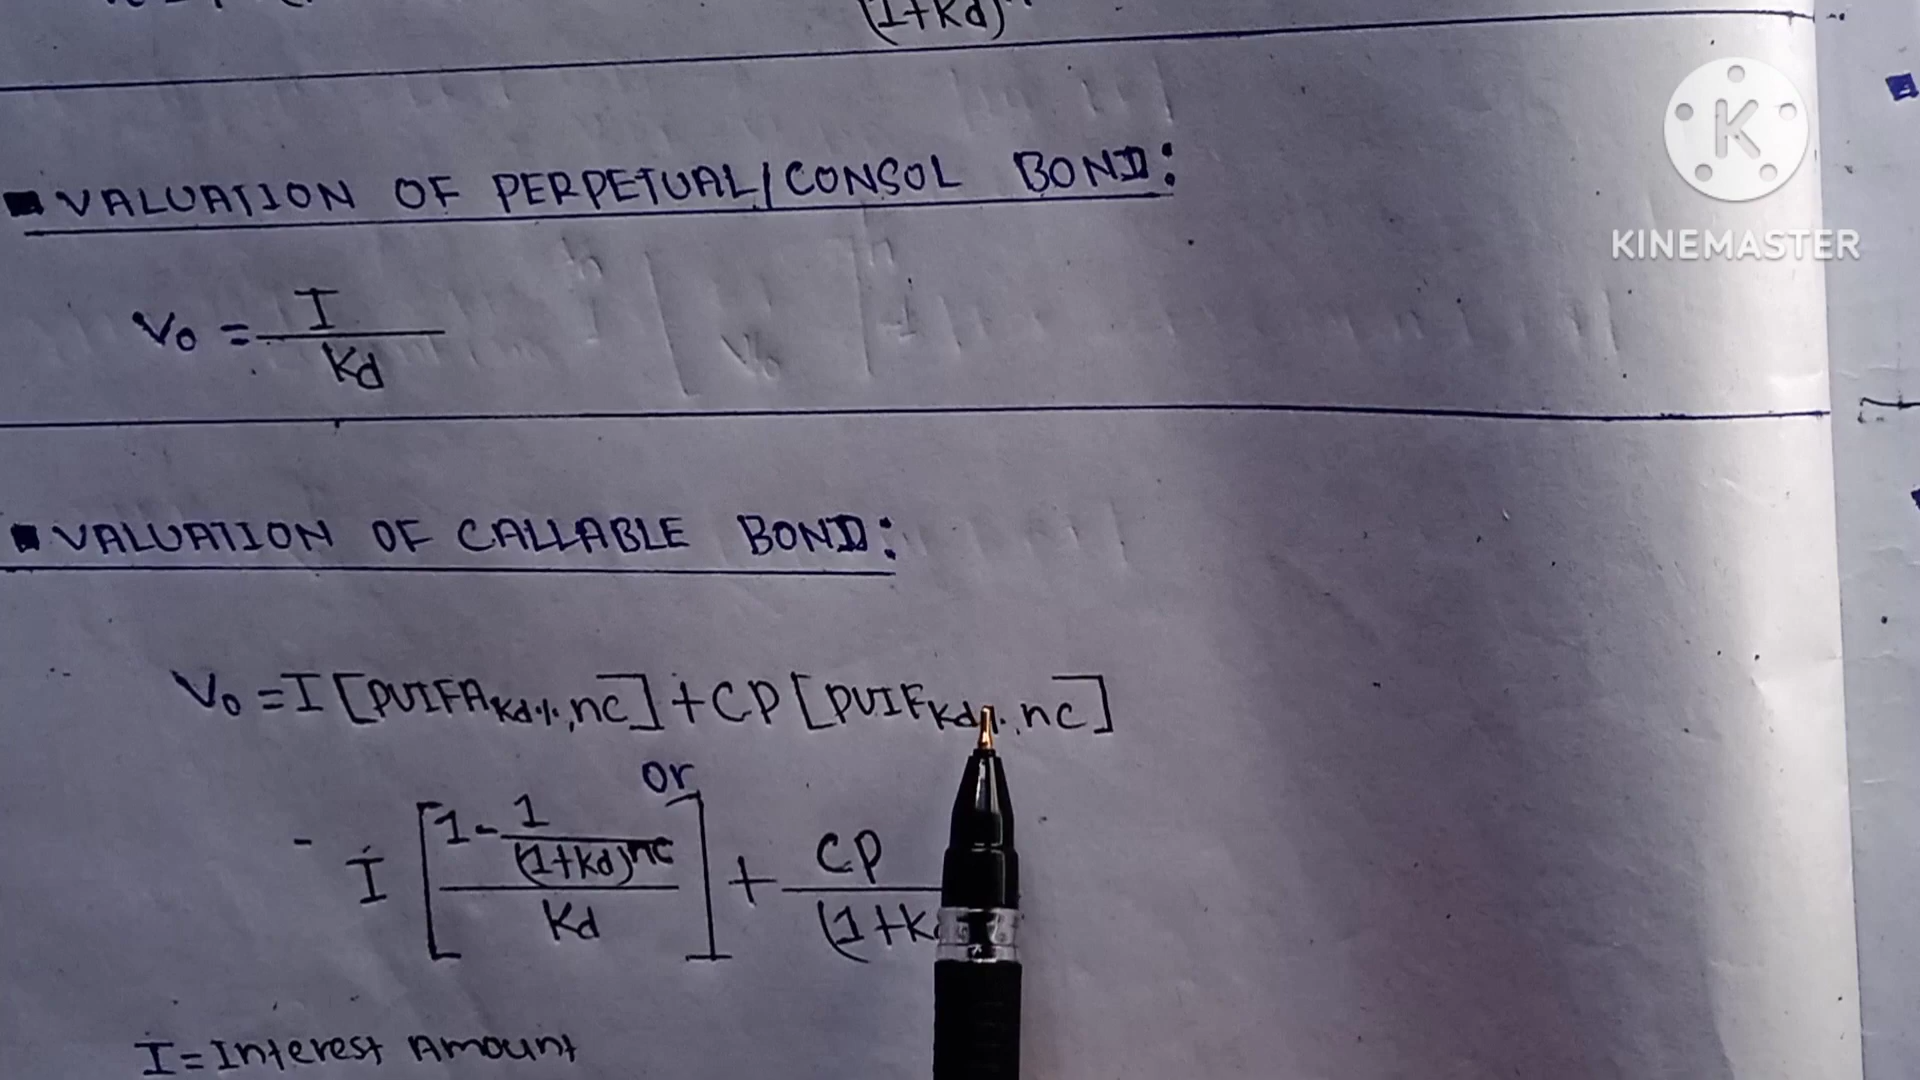 (1+Kd)
■ VALUATION OF PERPETUAL/CONSOL BOND:
K
KINEMASTER
V₀ = I / Kd
■ VALUATION OF CALLABLE BOND:
V₀ = I [PVIFA Kd%, nc] + CP [PVIF Kd%, nc]
or
I [1 - 1/(1+Kd)^nc / Kd] + CP / (1+K
I = Interest Amount